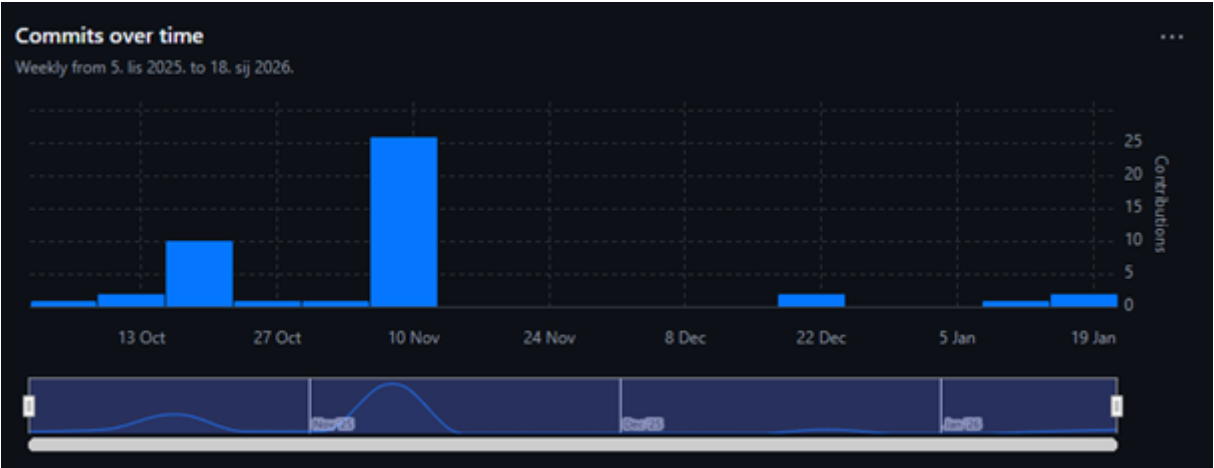 Commits over time
...
Weekly from 5. lis 2025. to 18. sij 2026.
25
20
15
10
5
0
Contributions
13 Oct 27 Oct 10 Nov 24 Nov 8 Dec 22 Dec 5 Jan 19 Jan
Nov '25 Dec '25 Jan '26